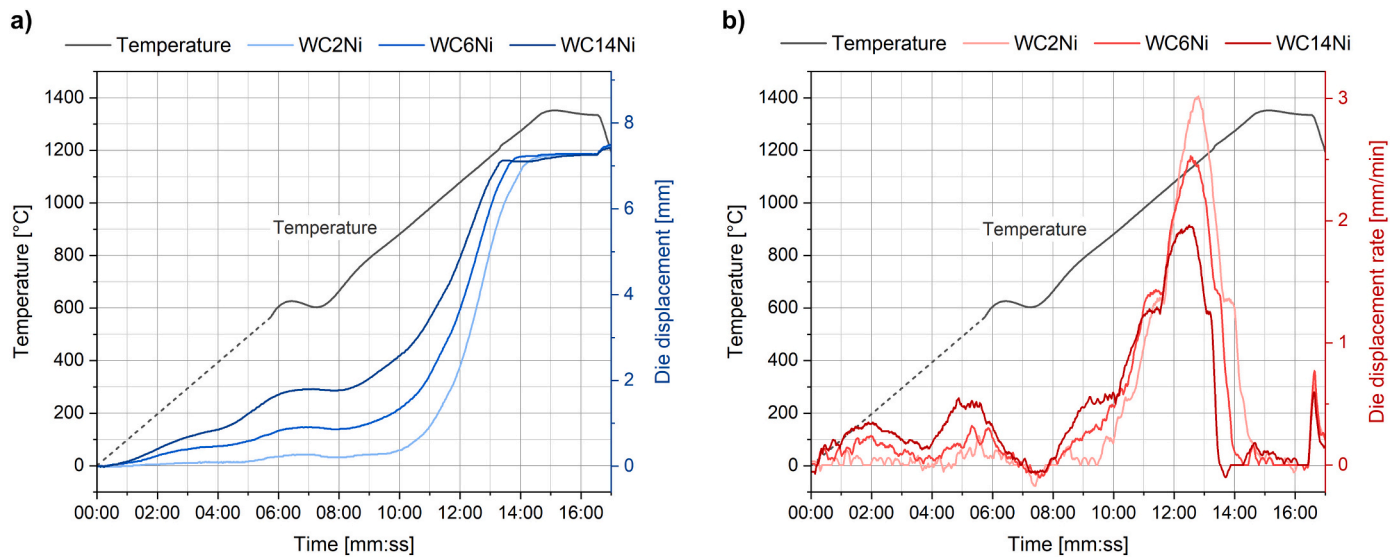 a)
Temperature WC2Ni WC6Ni WC14Ni
1400
1200
1000
800
600
400
200
0
Temperature [°C]
Temperature
8
6
4
2
0
Die displacement [mm]
00:00 02:00 04:00 06:00 08:00 10:00 12:00 14:00 16:00
Time [mm:ss]
b)
Temperature WC2Ni WC6Ni WC14Ni
1400
1200
1000
800
600
400
200
0
Temperature [°C]
Temperature
3
2
1
0
Die displacement rate [mm/min]
00:00 02:00 04:00 06:00 08:00 10:00 12:00 14:00 16:00
Time [mm:ss]